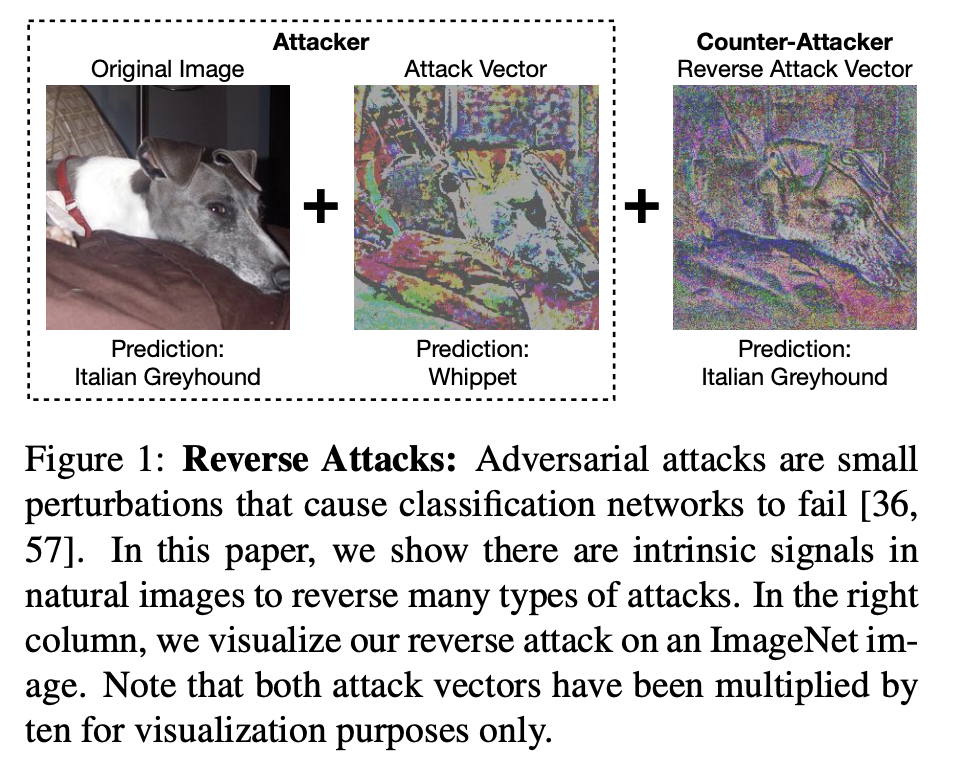 Attacker
Original Image
Attack Vector
Counter-Attacker
Reverse Attack Vector
Prediction:
Italian Greyhound
Prediction:
Whippet
Prediction:
Italian Greyhound
Figure 1: Reverse Attacks: Adversarial attacks are small
perturbations that cause classification networks to fail [36,
57]. In this paper, we show there are intrinsic signals in
natural images to reverse many types of attacks. In the right
column, we visualize our reverse attack on an ImageNet im-
age. Note that both attack vectors have been multiplied by
ten for visualization purposes only.